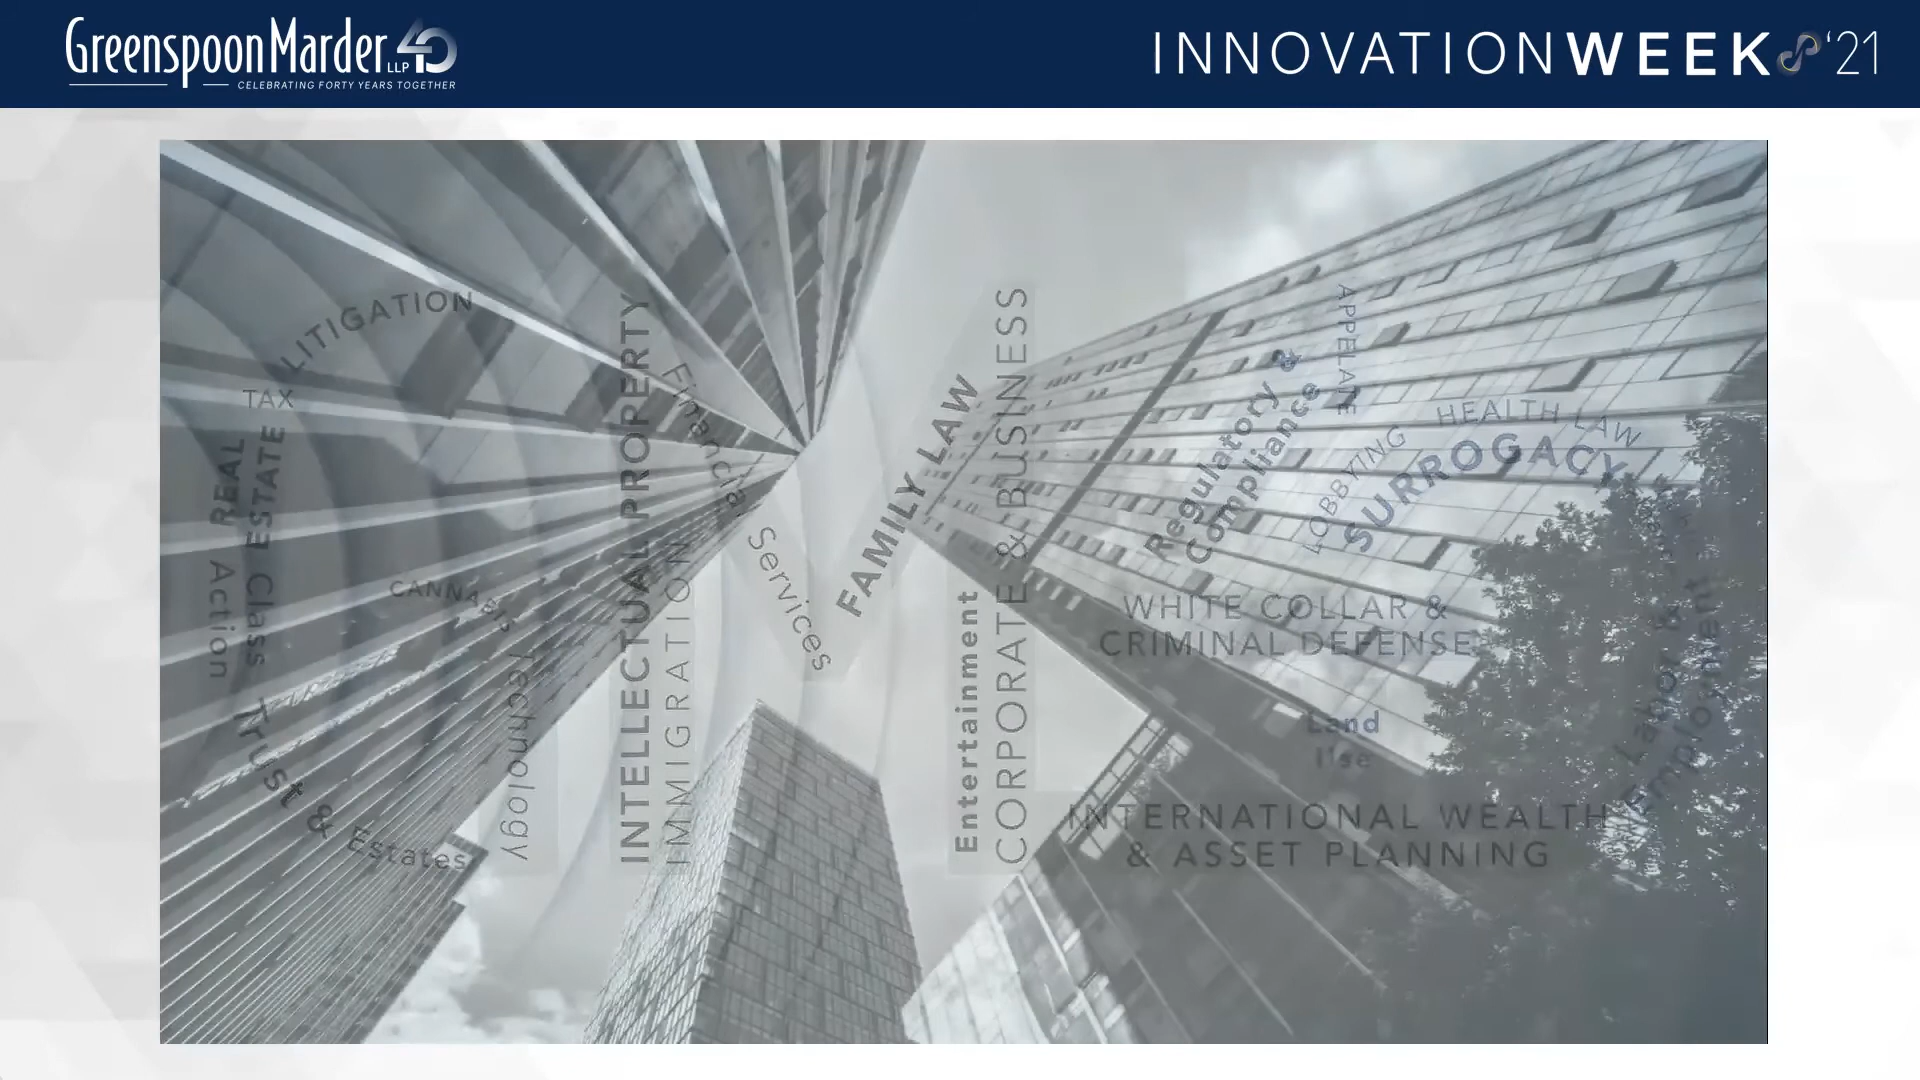 GreenspoonMarder LLP 40
CELEBRATING FORTY YEARS TOGETHER
INNOVATIONWEEK '21
LITIGATION
TAX
REAL
ESTATE
Class
Action
Trust & Estates
CANNABIS
Technology
INTELLECTUAL PROPERTY
IMMIGRATION
Financial Services
FAMILY LAW
Entertainment
CORPORATE & BUSINESS
APPELATE
Regulatory &
Compliance
LOBBYING
HEALTH LAW
SURROGACY
WHITE COLLAR &
CRIMINAL DEFENSE
Land
Use
Labor &
Employment
INTERNATIONAL WEALTH
& ASSET PLANNING